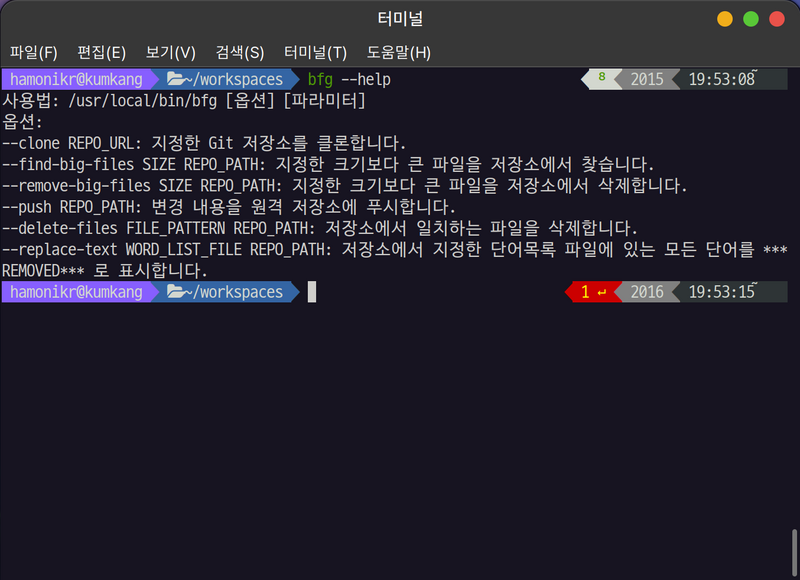 터미널
파일(F) 편집(E) 보기(V) 검색(S) 터미널(T) 도움말(H)
hamonikr@kumkang ~/workspaces bfg --help 8 2015 19:53:08
사용법: /usr/local/bin/bfg [옵션] [파라미터]
옵션:
--clone REPO_URL: 지정한 Git 저장소를 클론합니다.
--find-big-files SIZE REPO_PATH: 지정한 크기보다 큰 파일을 저장소에서 찾습니다.
--remove-big-files SIZE REPO_PATH: 지정한 크기보다 큰 파일을 저장소에서 삭제합니다.
--push REPO_PATH: 변경 내용을 원격 저장소에 푸시합니다.
--delete-files FILE_PATTERN REPO_PATH: 저장소에서 일치하는 파일을 삭제합니다.
--replace-text WORD_LIST_FILE REPO_PATH: 저장소에서 지정한 단어목록 파일에 있는 모든 단어를 ***
REMOVED*** 로 표시합니다.
hamonikr@kumkang ~/workspaces 1 ↵ 2016 19:53:15